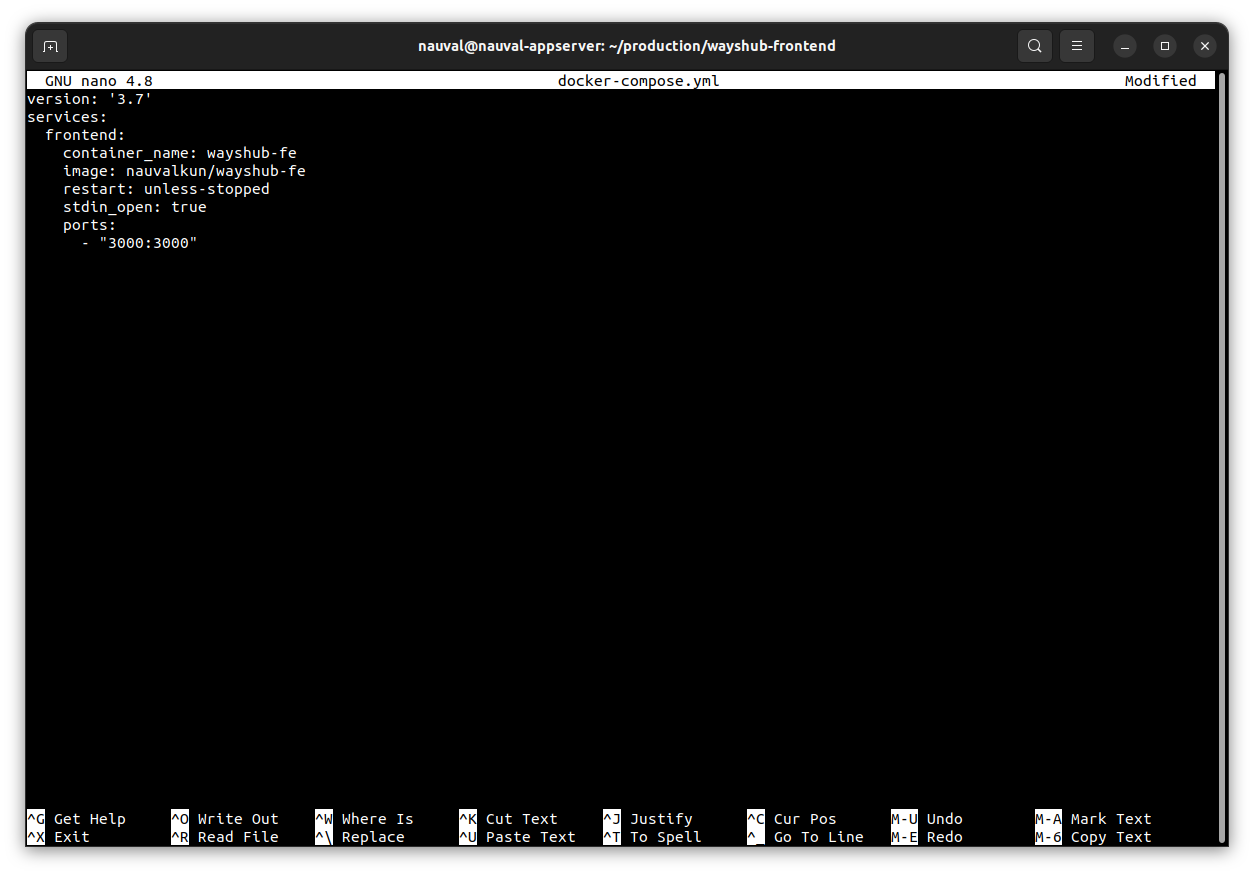 nauval@nauval-appserver: ~/production/wayshub-frontend
GNU nano 4.8 docker-compose.yml Modified
version: '3.7'
services:
  frontend:
    container_name: wayshub-fe
    image: nauvalkun/wayshub-fe
    restart: unless-stopped
    stdin_open: true
    ports:
      - "3000:3000"
^G Get Help ^O Write Out ^W Where Is ^K Cut Text ^J Justify ^C Cur Pos M-U Undo M-A Mark Text
^X Exit ^R Read File ^\ Replace ^U Paste Text ^T To Spell ^_ Go To Line M-E Redo M-6 Copy Text